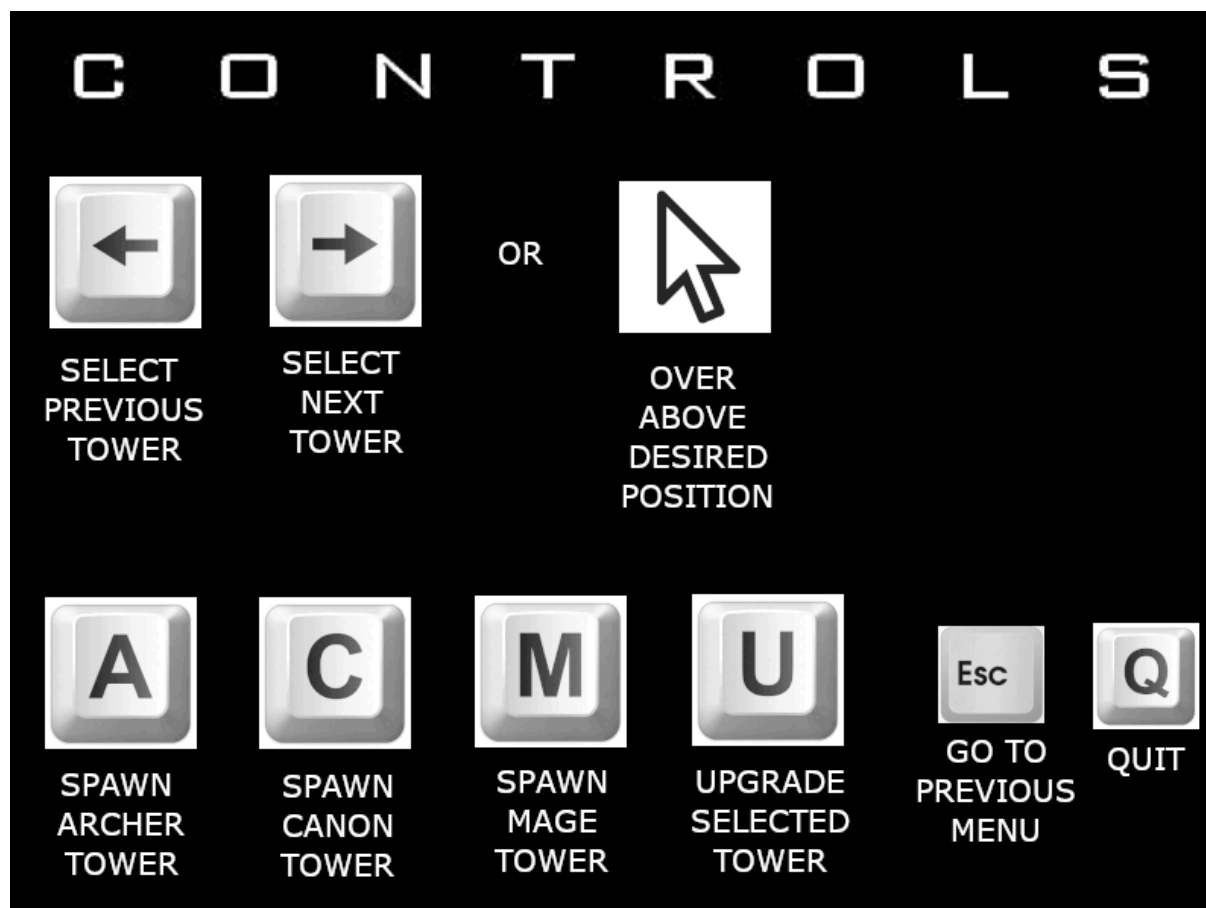 C O N T R O L S
OR
SELECT
PREVIOUS
TOWER
SELECT
NEXT
TOWER
OVER
ABOVE
DESIRED
POSITION
A
C
M
U
Esc
Q
SPAWN
ARCHER
TOWER
SPAWN
CANON
TOWER
SPAWN
MAGE
TOWER
UPGRADE
SELECTED
TOWER
GO TO
PREVIOUS
MENU
QUIT